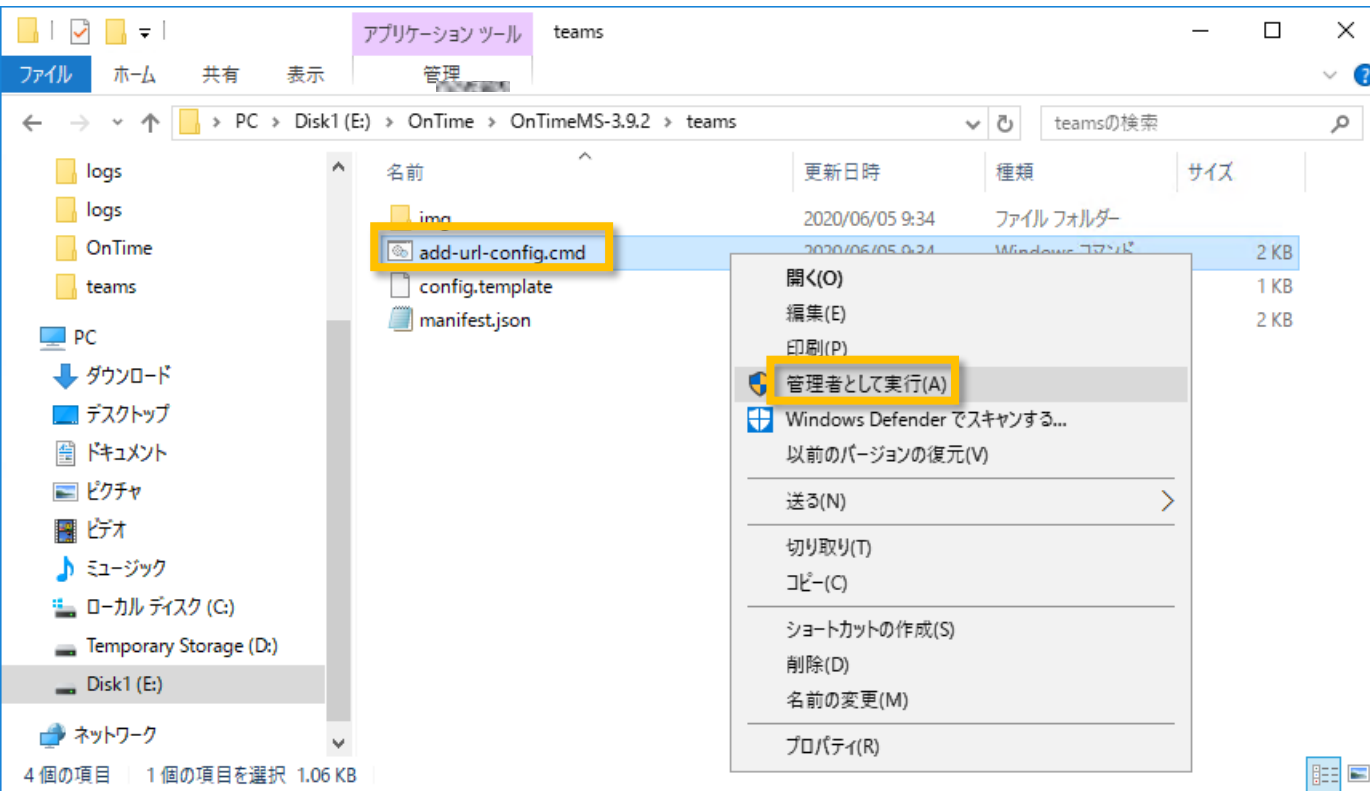 アプリケーション ツール teams
ファイル ホーム 共有 表示 管理
PC › Disk1 (E:) › OnTime › OnTimeMS-3.9.2 › teams teamsの検索
名前 更新日時 種類 サイズ
logs
logs
OnTime
teams
PC
ダウンロード
デスクトップ
ドキュメント
ピクチャ
ビデオ
ミュージック
ローカル ディスク (C:)
Temporary Storage (D:)
Disk1 (E:)
ネットワーク
img 2020/06/05 9:34 ファイル フォルダー
add-url-config.cmd 2020/06/05 9:34 Windows コマンド 2 KB
config.template 1 KB
manifest.json 2 KB
開く(O)
編集(E)
印刷(P)
管理者として実行(A)
Windows Defender でスキャンする...
以前のバージョンの復元(V)
送る(N)
切り取り(T)
コピー(C)
ショートカットの作成(S)
削除(D)
名前の変更(M)
プロパティ(R)
4 個の項目 1 個の項目を選択 1.06 KB